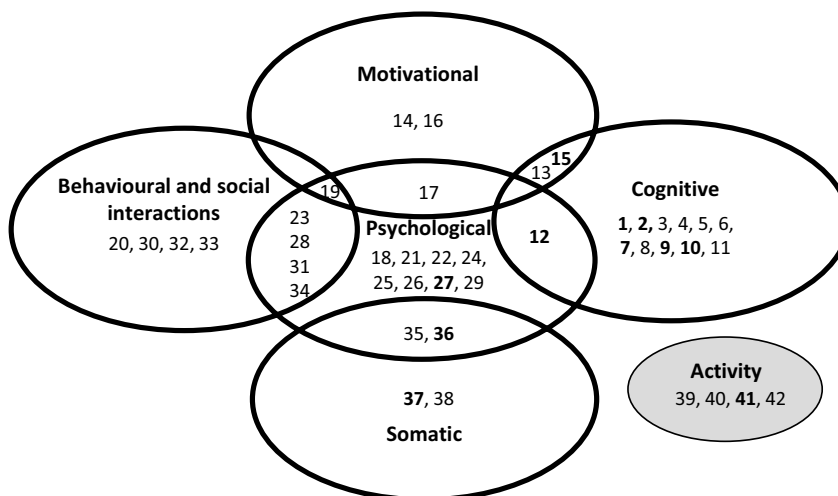 Motivational
14, 16
15
13
Behavioural and social
interactions
20, 30, 32, 33
19
17
Cognitive
1, 2, 3, 4, 5, 6,
7, 8, 9, 10, 11
23
28
31
34
Psychological
18, 21, 22, 24,
25, 26, 27, 29
12
35, 36
37, 38
Somatic
Activity
39, 40, 41, 42